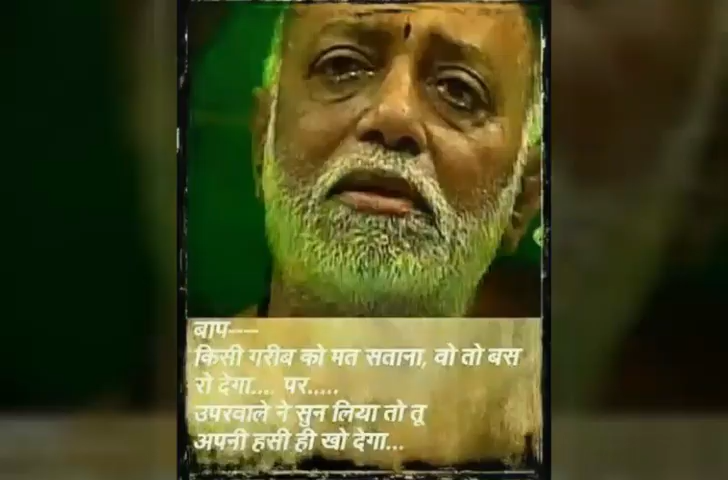 बाप----
किसी गरीब को मत सताना, वो तो बस
रो देगा.... पर.....
उपरवाले ने सुन लिया तो तू
अपनी हसी ही खो देगा...